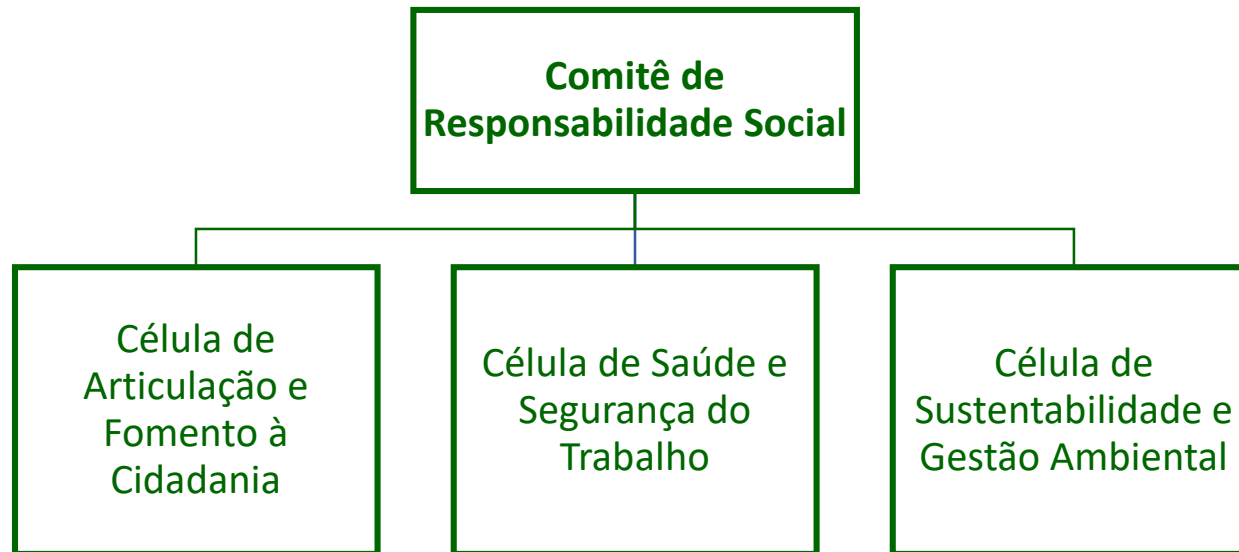 Comitê de
Responsabilidade Social
Célula de
Articulação e
Fomento à
Cidadania
Célula de Saúde e
Segurança do
Trabalho
Célula de
Sustentabilidade e
Gestão Ambiental